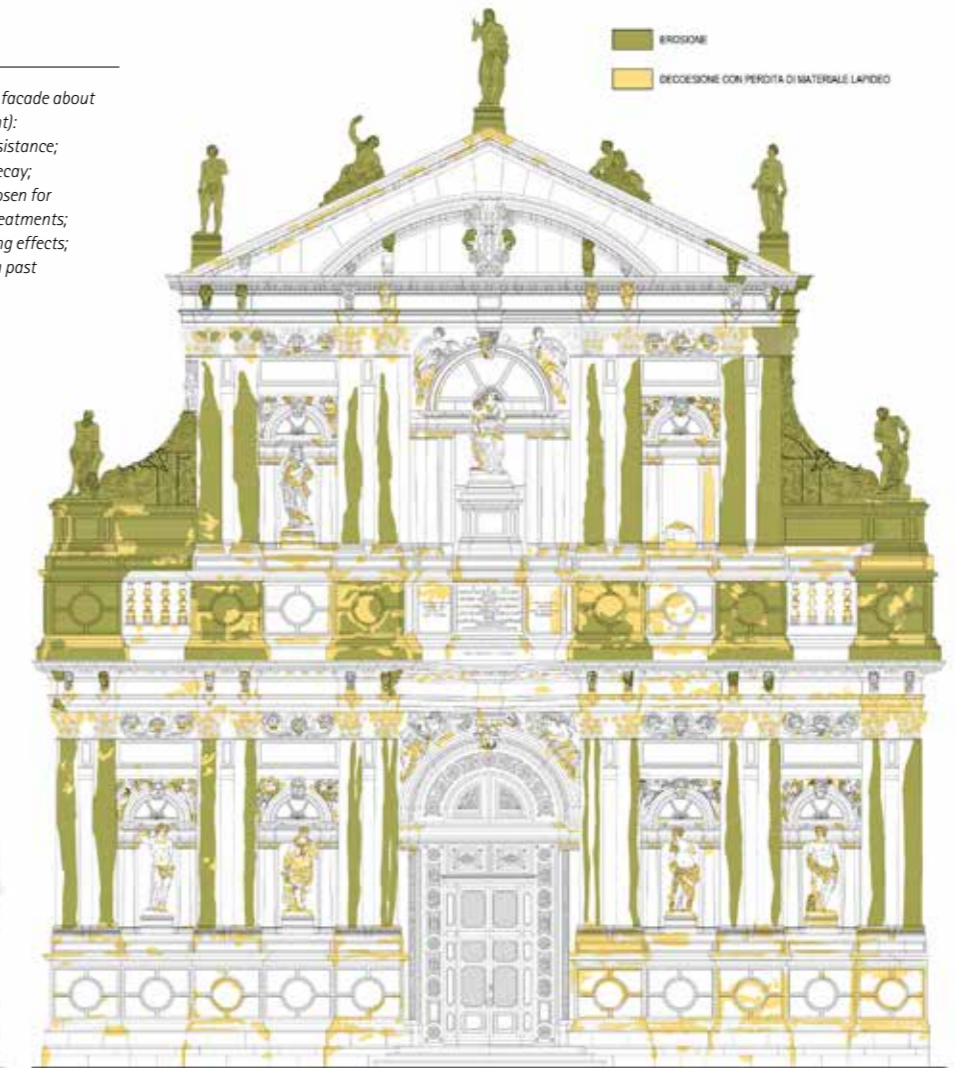 facade about
nt):
sistance;
ecay;
osen for
eatments;
ng effects;
past
EROSIONE
DECOESIONE CON PERDITA DI MATERIALE LAPIDEO